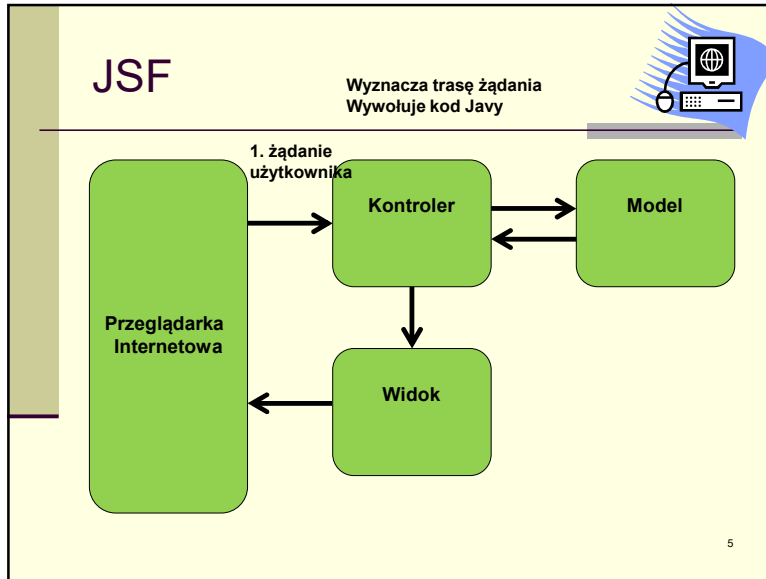 JSF
Wyznacza trasę żądania
Wywołuje kod Javy
1. żądanie
użytkownika
Kontroler
Model
Przeglądarka
Internetowa
Widok
5